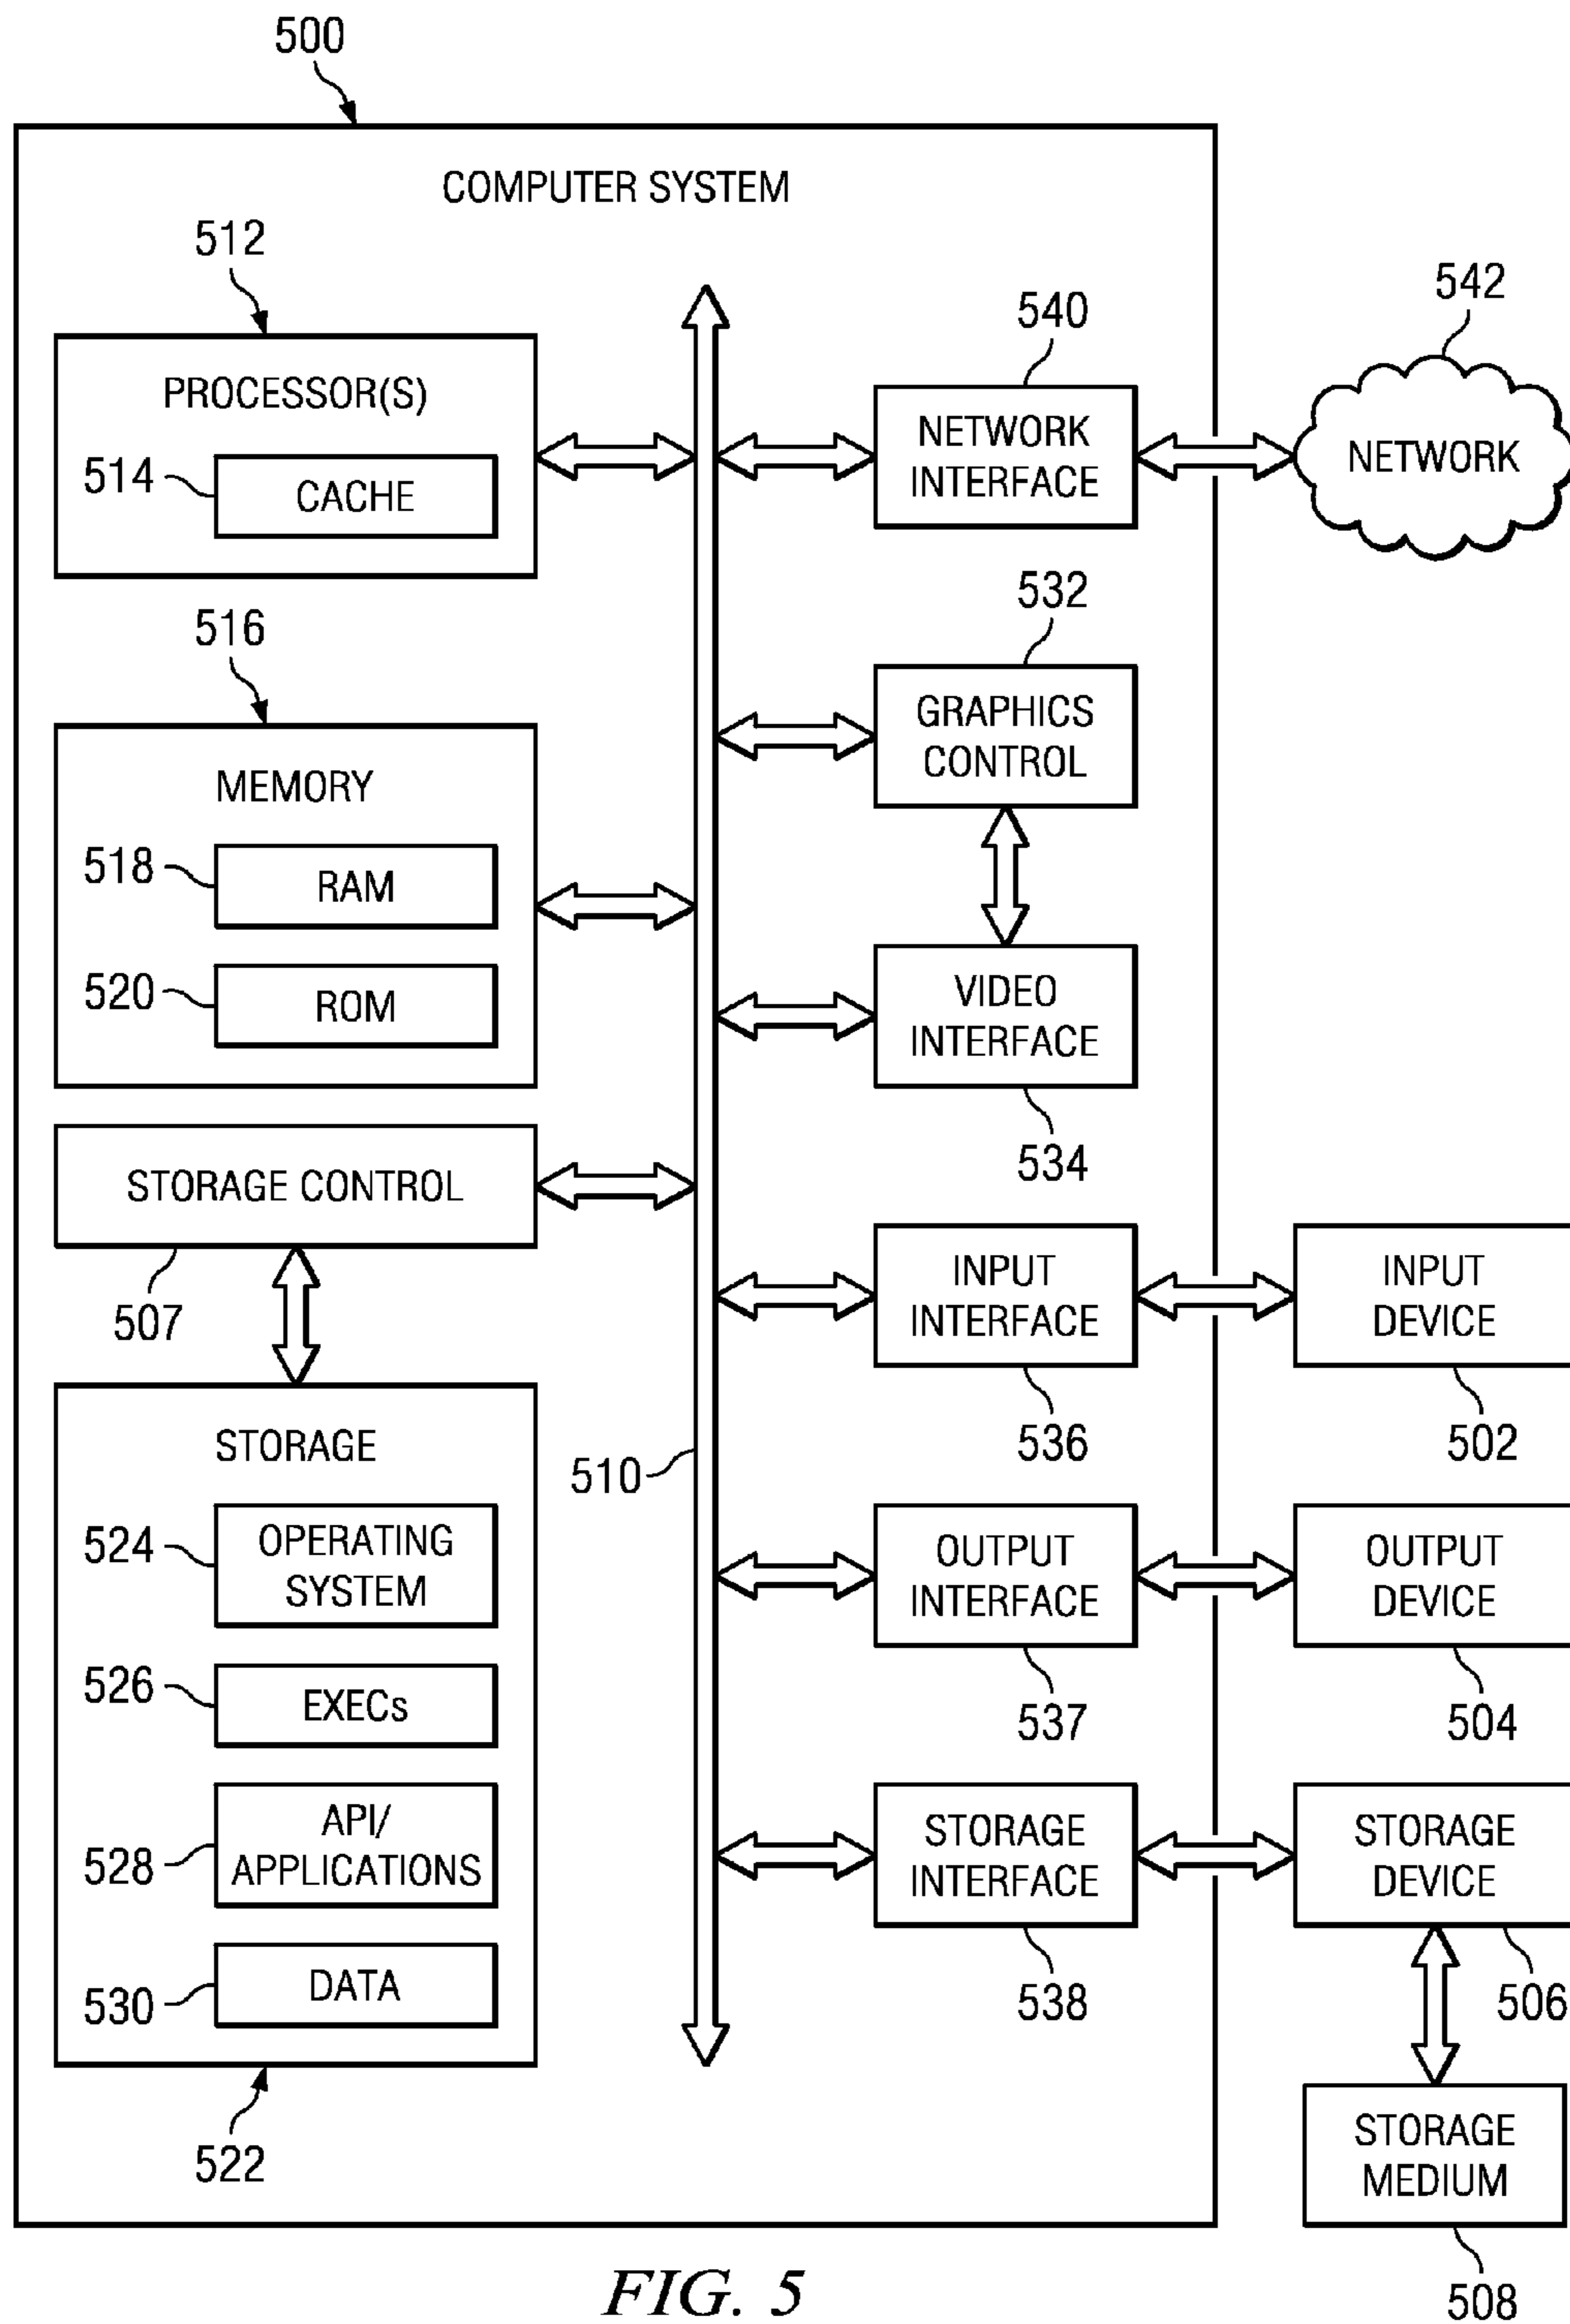 500
COMPUTER SYSTEM
512
PROCESSOR(S)
514
CACHE
540
NETWORK
INTERFACE
542
NETWORK
516
MEMORY
518
RAM
520
ROM
532
GRAPHICS
CONTROL
VIDEO
INTERFACE
534
STORAGE CONTROL
507
INPUT
INTERFACE
536
INPUT
DEVICE
502
STORAGE
524
OPERATING
SYSTEM
526
EXECs
528
API/
APPLICATIONS
530
DATA
522
510
OUTPUT
INTERFACE
537
OUTPUT
DEVICE
504
STORAGE
INTERFACE
538
STORAGE
DEVICE
506
STORAGE
MEDIUM
508
FIG. 5